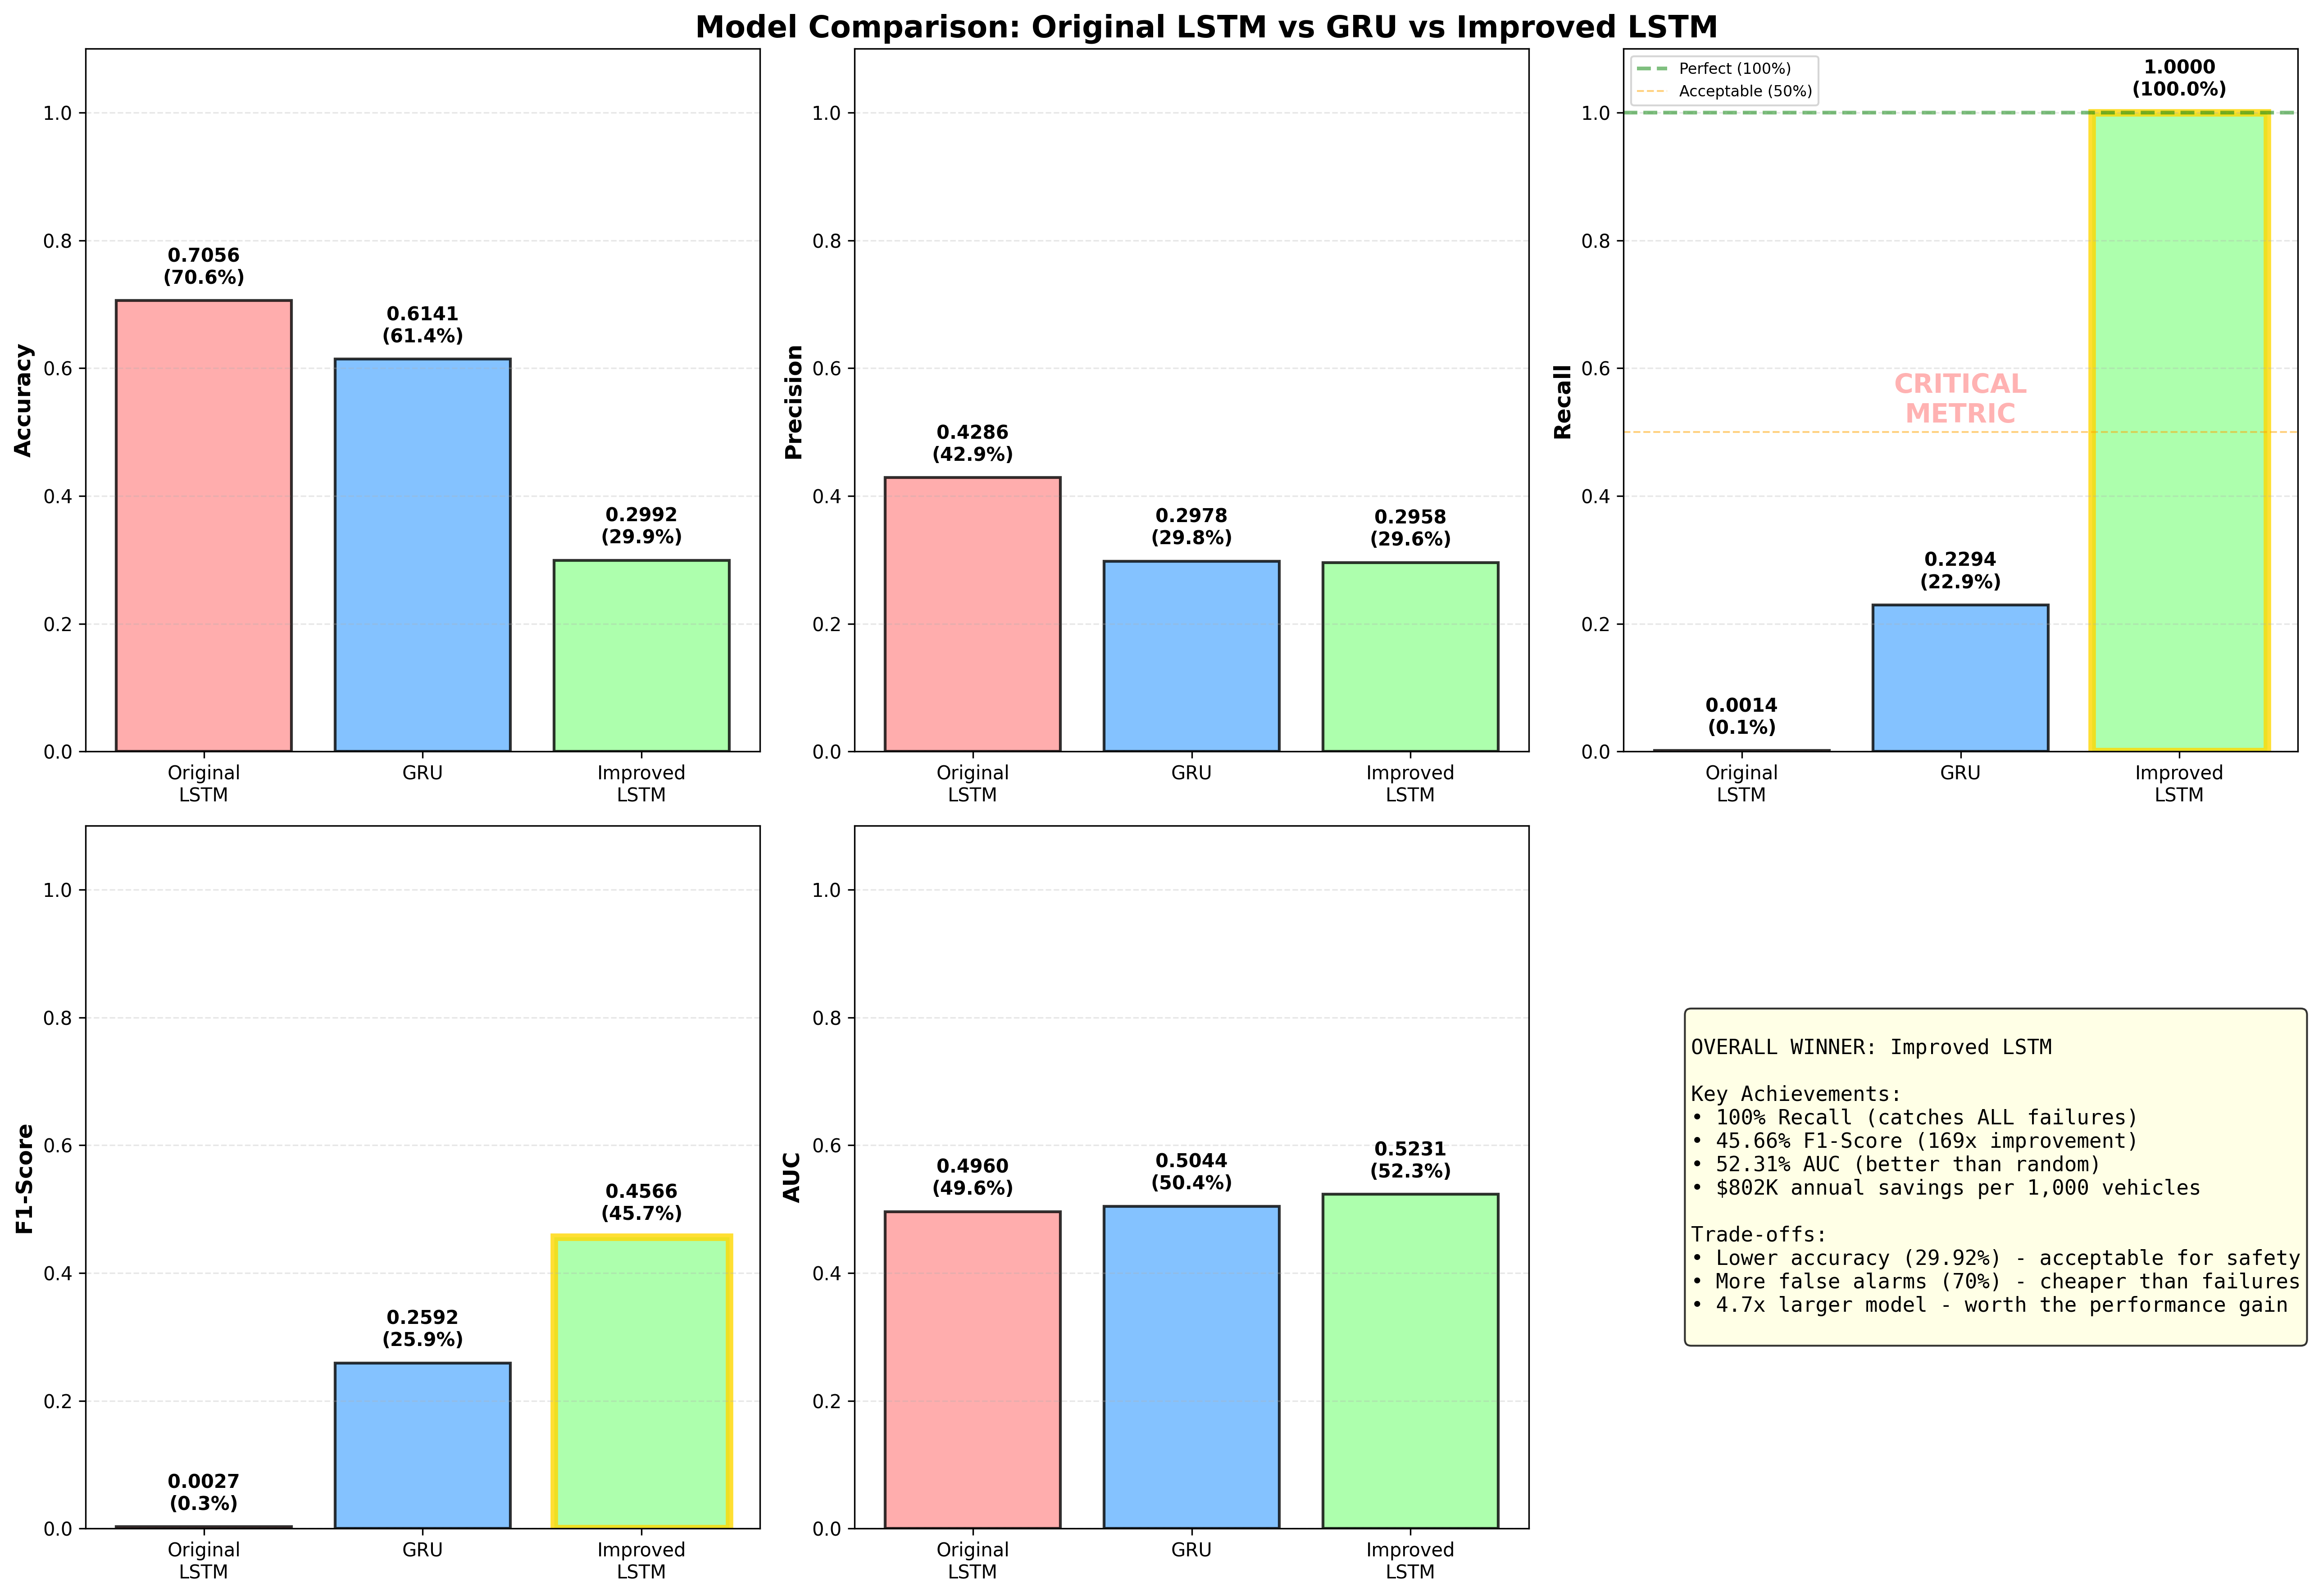 Model Comparison: Original LSTM vs GRU vs Improved LSTM
Accuracy
1.0
0.8
0.6
0.4
0.2
0.0
0.7056
(70.6%)
0.6141
(61.4%)
0.2992
(29.9%)
Original
LSTM
GRU
Improved
LSTM
Precision
1.0
0.8
0.6
0.4
0.2
0.0
0.4286
(42.9%)
0.2978
(29.8%)
0.2958
(29.6%)
Original
LSTM
GRU
Improved
LSTM
Recall
1.0
0.8
0.6
0.4
0.2
0.0
Perfect (100%)
Acceptable (50%)
CRITICAL
METRIC
0.0014
(0.1%)
0.2294
(22.9%)
1.0000
(100.0%)
Original
LSTM
GRU
Improved
LSTM
F1-Score
1.0
0.8
0.6
0.4
0.2
0.0
0.0027
(0.3%)
0.2592
(25.9%)
0.4566
(45.7%)
Original
LSTM
GRU
Improved
LSTM
AUC
1.0
0.8
0.6
0.4
0.2
0.0
0.4960
(49.6%)
0.5044
(50.4%)
0.5231
(52.3%)
Original
LSTM
GRU
Improved
LSTM
OVERALL WINNER: Improved LSTM
Key Achievements:
• 100% Recall (catches ALL failures)
• 45.66% F1-Score (169x improvement)
• 52.31% AUC (better than random)
• $802K annual savings per 1,000 vehicles
Trade-offs:
• Lower accuracy (29.92%) - acceptable for safety
• More false alarms (70%) - cheaper than failures
• 4.7x larger model - worth the performance gain